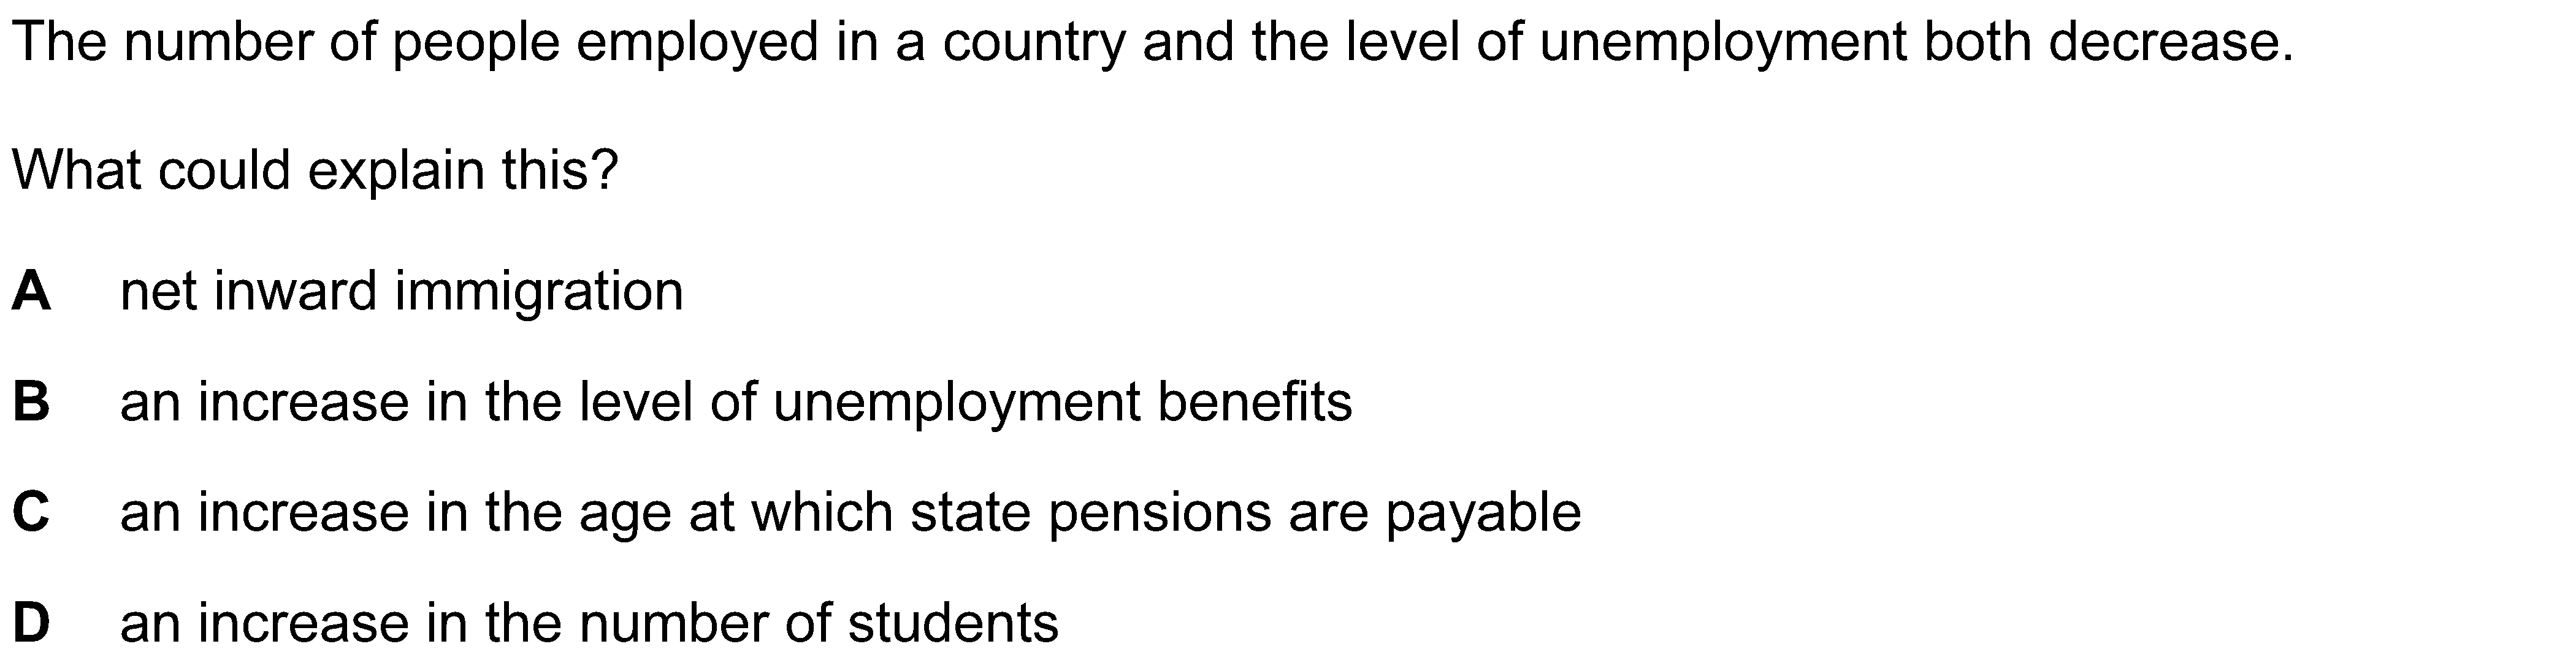 The number of people employed in a country and the level of unemployment both decrease.
What could explain this?
A net inward immigration
B an increase in the level of unemployment benefits
C an increase in the age at which state pensions are payable
D an increase in the number of students